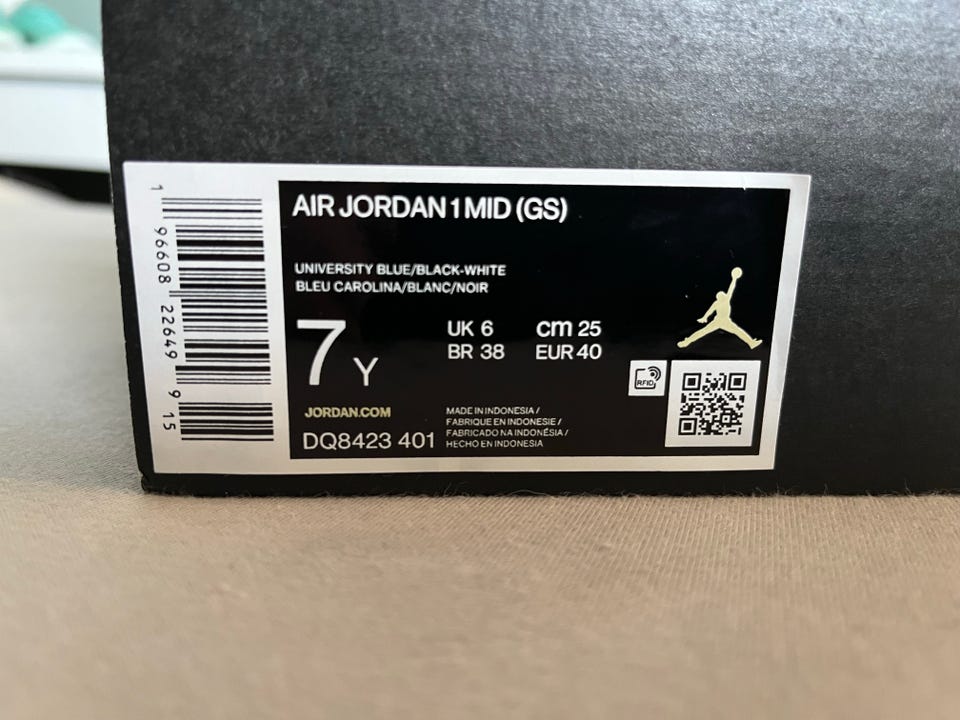 1 96608 22649 9 15
AIR JORDAN 1 MID (GS)
UNIVERSITY BLUE/BLACK-WHITE
BLEU CAROLINA/BLANC/NOIR
7 Y
UK 6 cm 25
BR 38 EUR 40
RFID
JORDAN.COM
DQ8423 401
MADE IN INDONESIA /
FABRIQUE EN INDONESIE /
FABRICADO NA INDONÉSIA /
HECHO EN INDONESIA